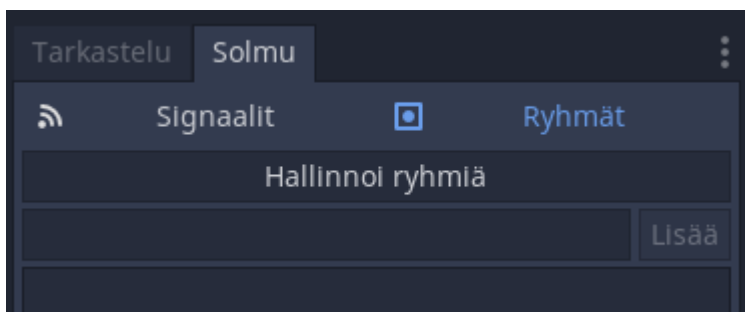 Tarkastelu Solmu
Signaalit Ryhmät
Hallinnoi ryhmiä
Lisää